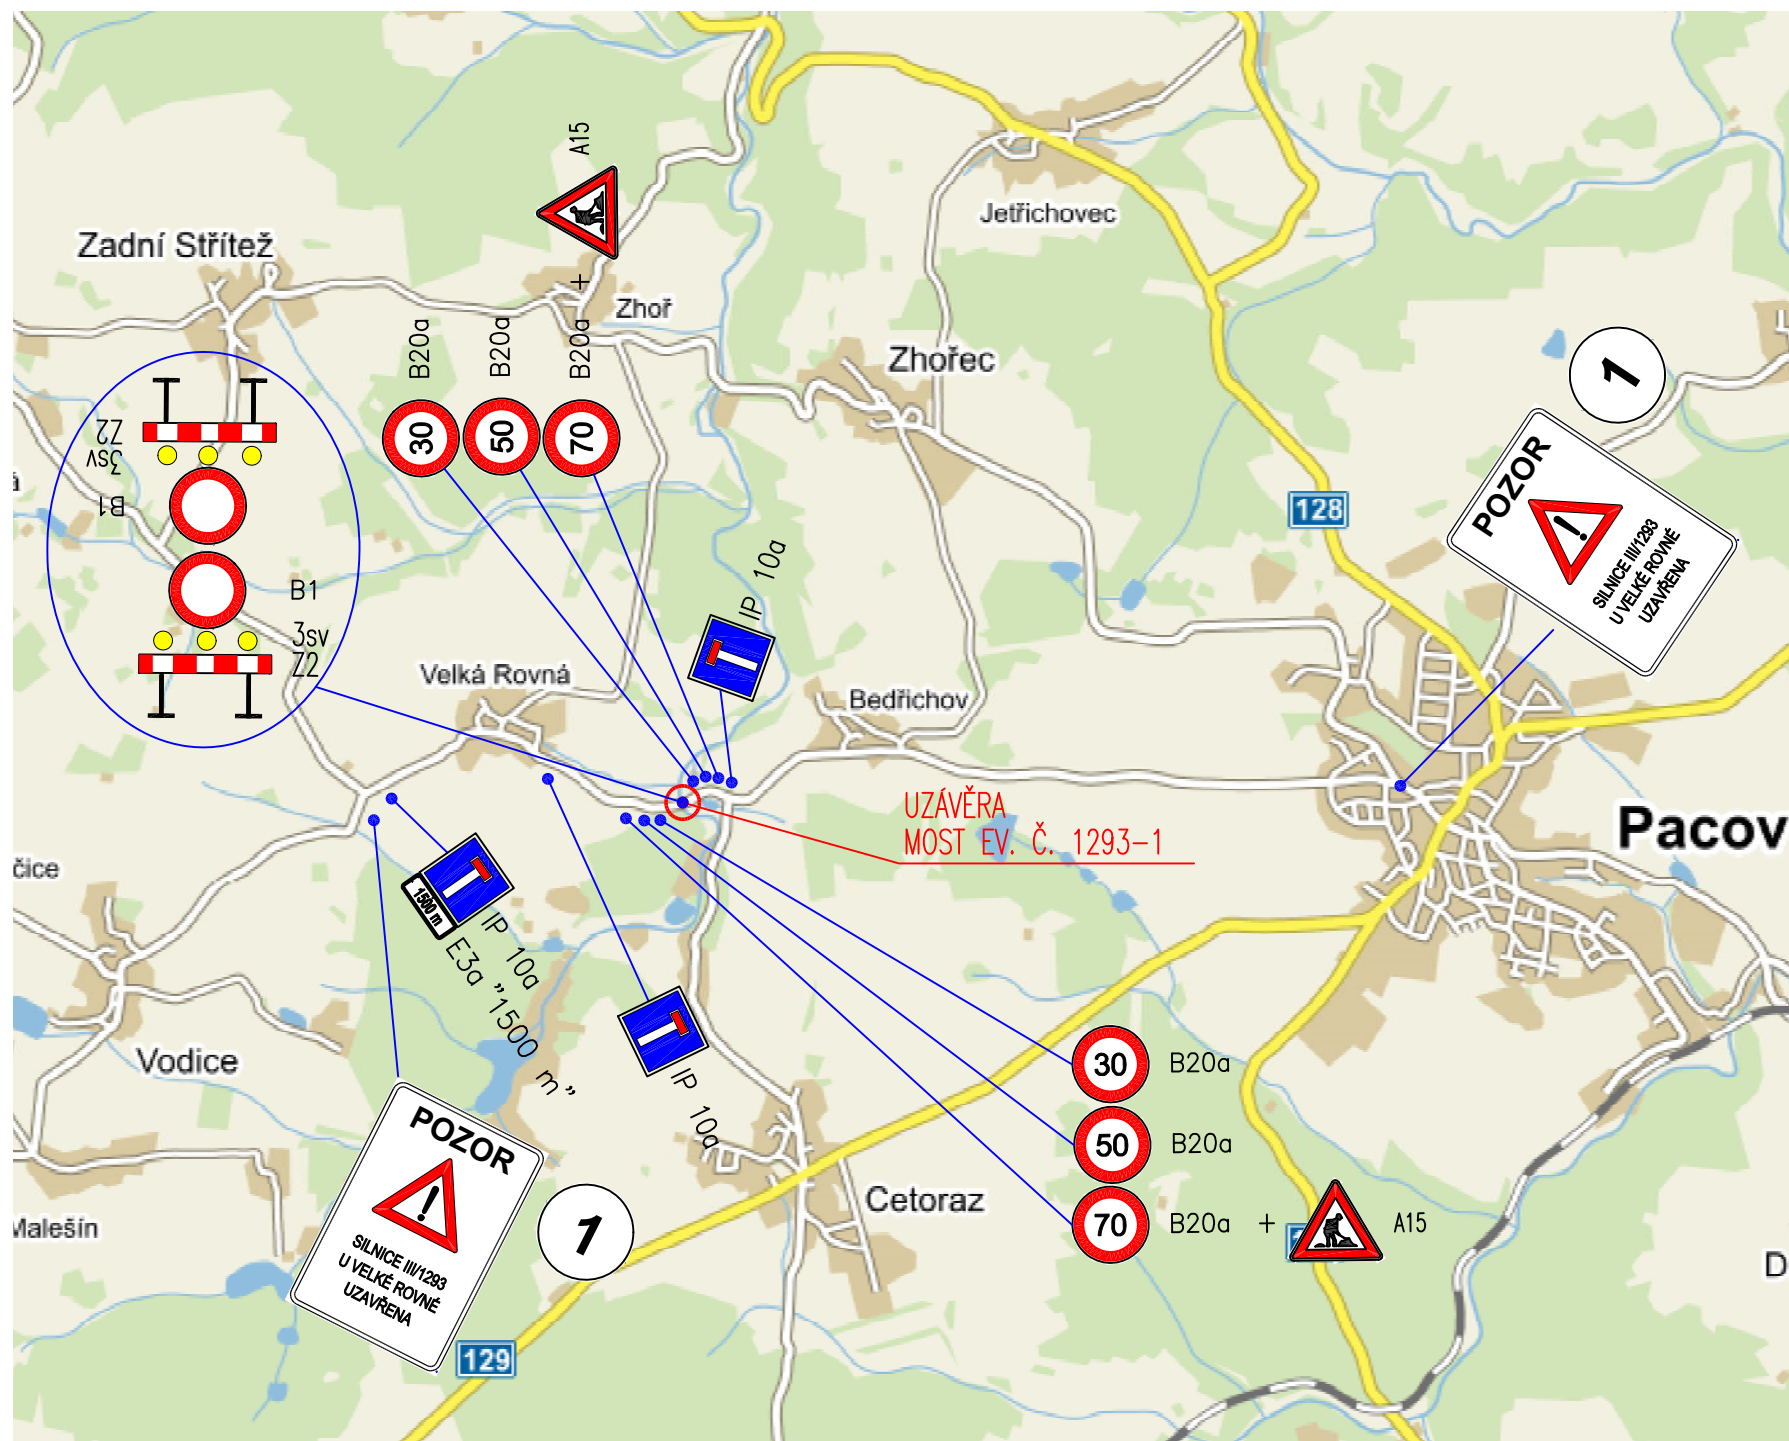 A15
Jetřichovec
Zadní Střítež
+
Zhoř
B20a
B20a
B20a
Zhořec
1
30
50
70
Z2
3sv
B1
B1
3sv
Z2
128
POZOR
!
SILNICE III/1293
U VELKÉ ROVNÉ
UZAVŘENA
IP 10a
Velká Rovná
Bedřichov
UZÁVĚRA
MOST EV. Č. 1293-1
Pacov
čice
1500 m
IP 10a
E3a "1500 m"
IP 10a
Vodice
30
B20a
50
B20a
70
B20a + A15
POZOR
!
SILNICE III/1293
U VELKÉ ROVNÉ
UZAVŘENA
1
Cetoraz
Malešín
D
129